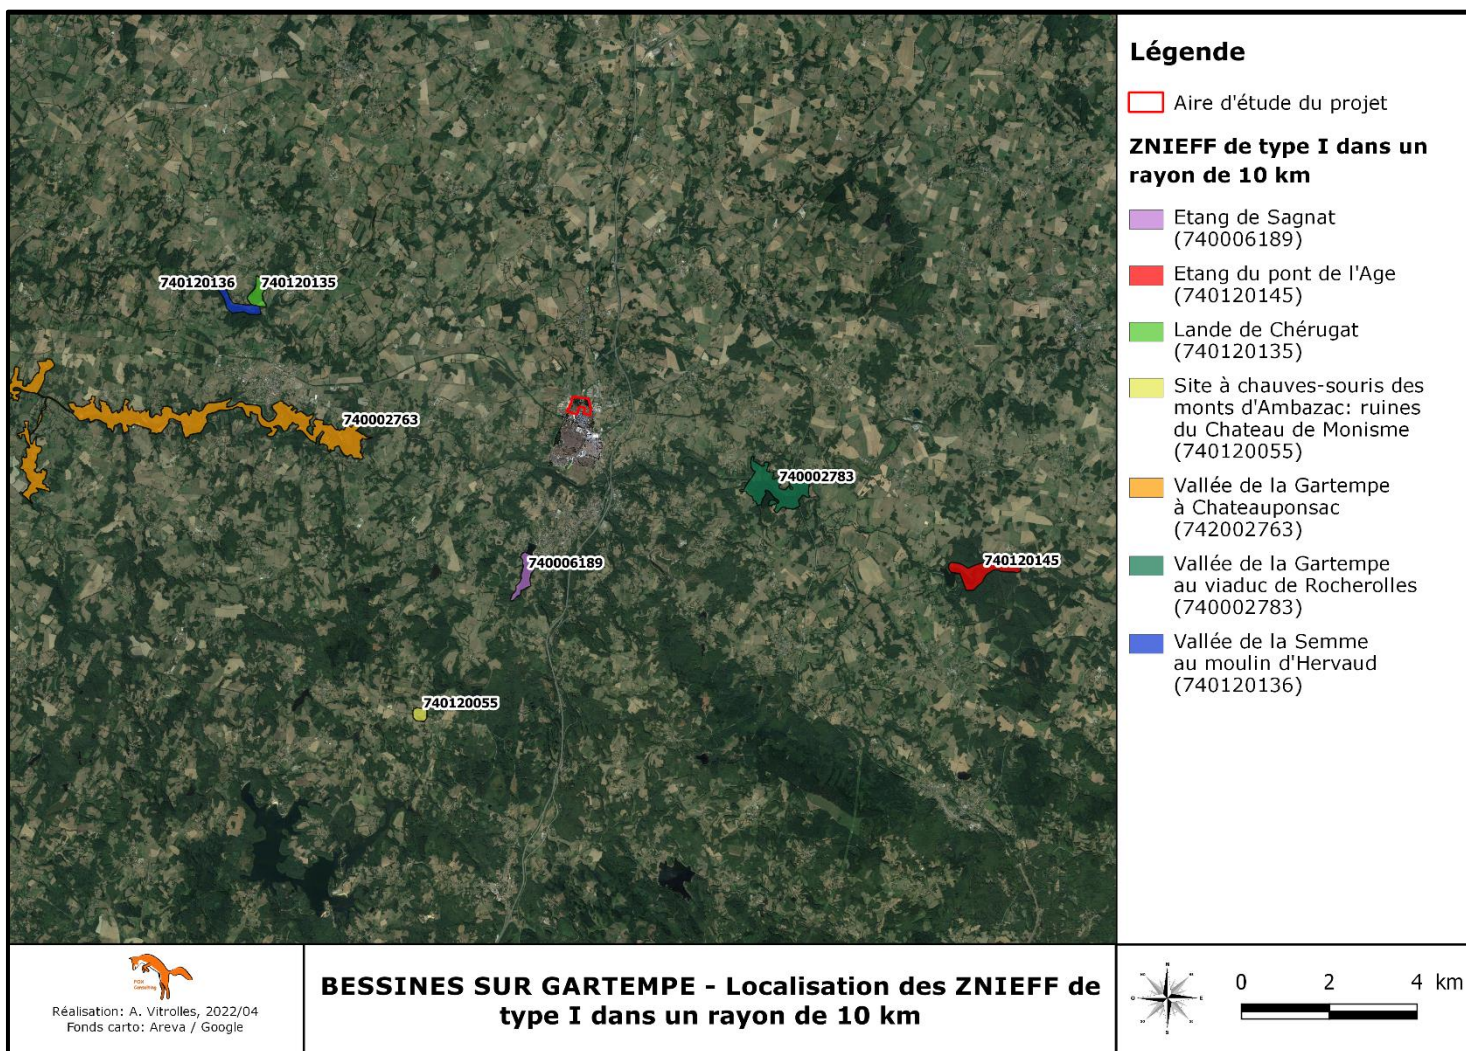 740120136
740120135
740002763
740002783
740006189
740120145
740120055
Légende
Aire d'étude du projet
ZNIEFF de type I dans un
rayon de 10 km
Etang de Sagnat
(740006189)
Etang du pont de l'Age
(740120145)
Lande de Chérugat
(740120135)
Site à chauves-souris des
monts d'Ambazac: ruines
du Chateau de Monisme
(740120055)
Vallée de la Gartempe
à Chateauponsac
(742002763)
Vallée de la Gartempe
au viaduc de Rocherolles
(740002783)
Vallée de la Semme
au moulin d'Hervaud
(740120136)
FOX
Consulting
Réalisation: A. Vitrolles, 2022/04
Fonds carto: Areva / Google
BESSINES SUR GARTEMPE - Localisation des ZNIEFF de
type I dans un rayon de 10 km
0 2 4 km